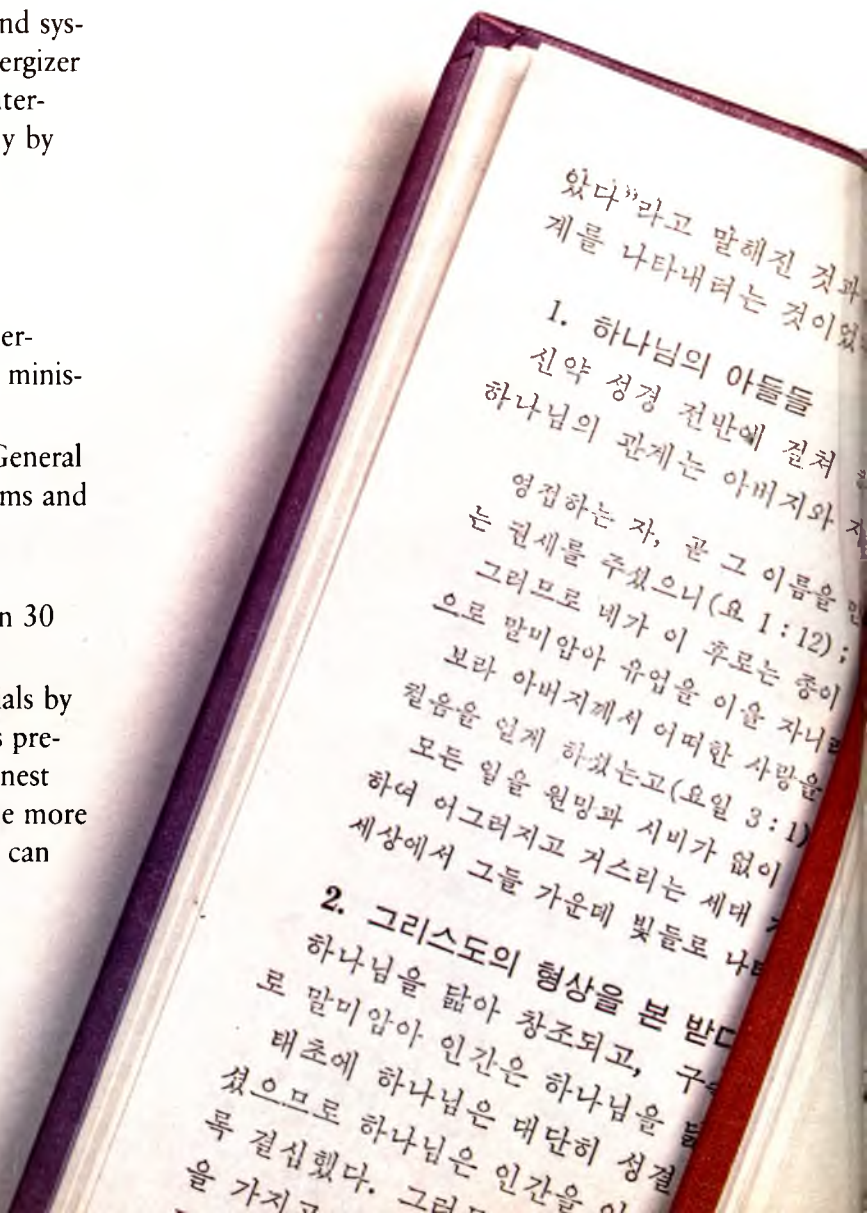 nd sys-
ergizer
ter-
y by
er-
minis-
General
ms and
n 30
als by
s pre-
nest
e more
can
았다”라고 말해진 것과
계를 나타내려는 것이었
1. 하나님의 아들들
신약 성경 전반에 걸쳐
하나님의 관계는 아버지와
영접하는 자, 곧 그 이름을
는 권세를 주셨으니(요 1:12);
그러므로 네가 이 후로는 종이
으로 말미암아 유업을 이을 자니라
보라 아버지께서 어떠한 사랑을
컬음을 얻게 하셨는고(요일 3:1)
모든 일을 원망과 시비가 없이
하여 어그러지고 거스리는 세대
세상에서 그들 가운데 빛들로 나타
2. 그리스도의 형상을 본 받다
하나님을 닮아 창조되고,
로 말미암아 인간은 하나님을
태초에 하나님은 대단히 성결
셨으므로 하나님은 인간을
록 결심했다.
을 가지고